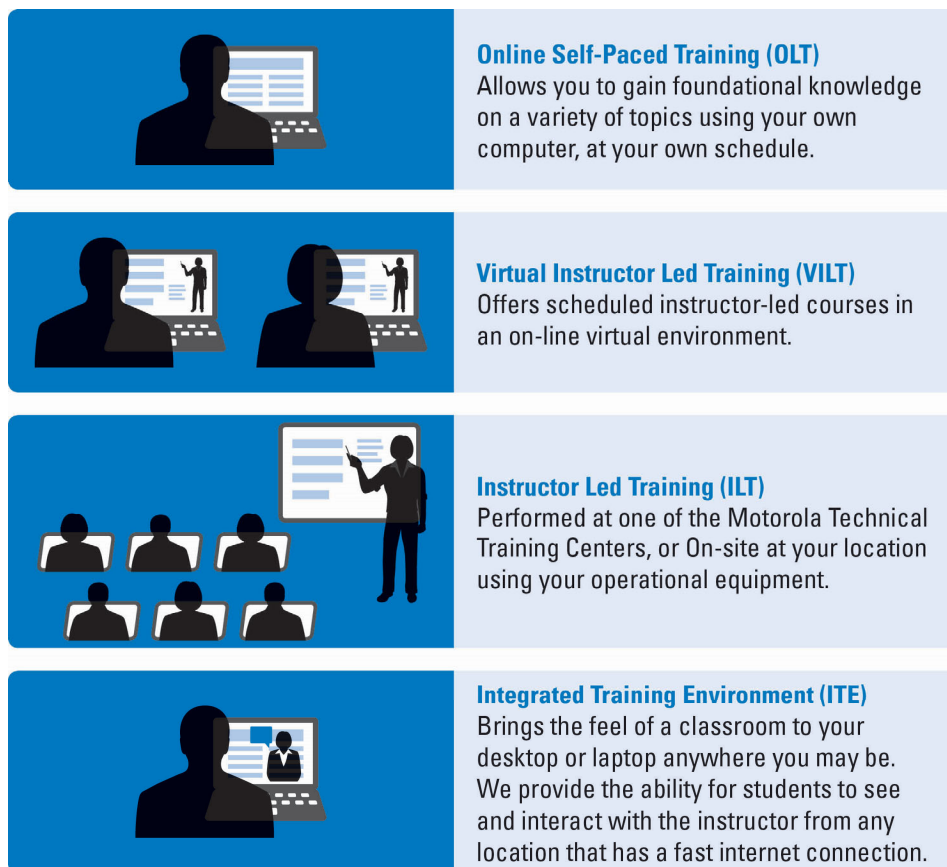 Online Self-Paced Training (OLT)
Allows you to gain foundational knowledge
on a variety of topics using your own
computer, at your own schedule.
Virtual Instructor Led Training (VILT)
Offers scheduled instructor-led courses in
an on-line virtual environment.
Instructor Led Training (ILT)
Performed at one of the Motorola Technical
Training Centers, or On-site at your location
using your operational equipment.
Integrated Training Environment (ITE)
Brings the feel of a classroom to your
desktop or laptop anywhere you may be.
We provide the ability for students to see
and interact with the instructor from any
location that has a fast internet connection.